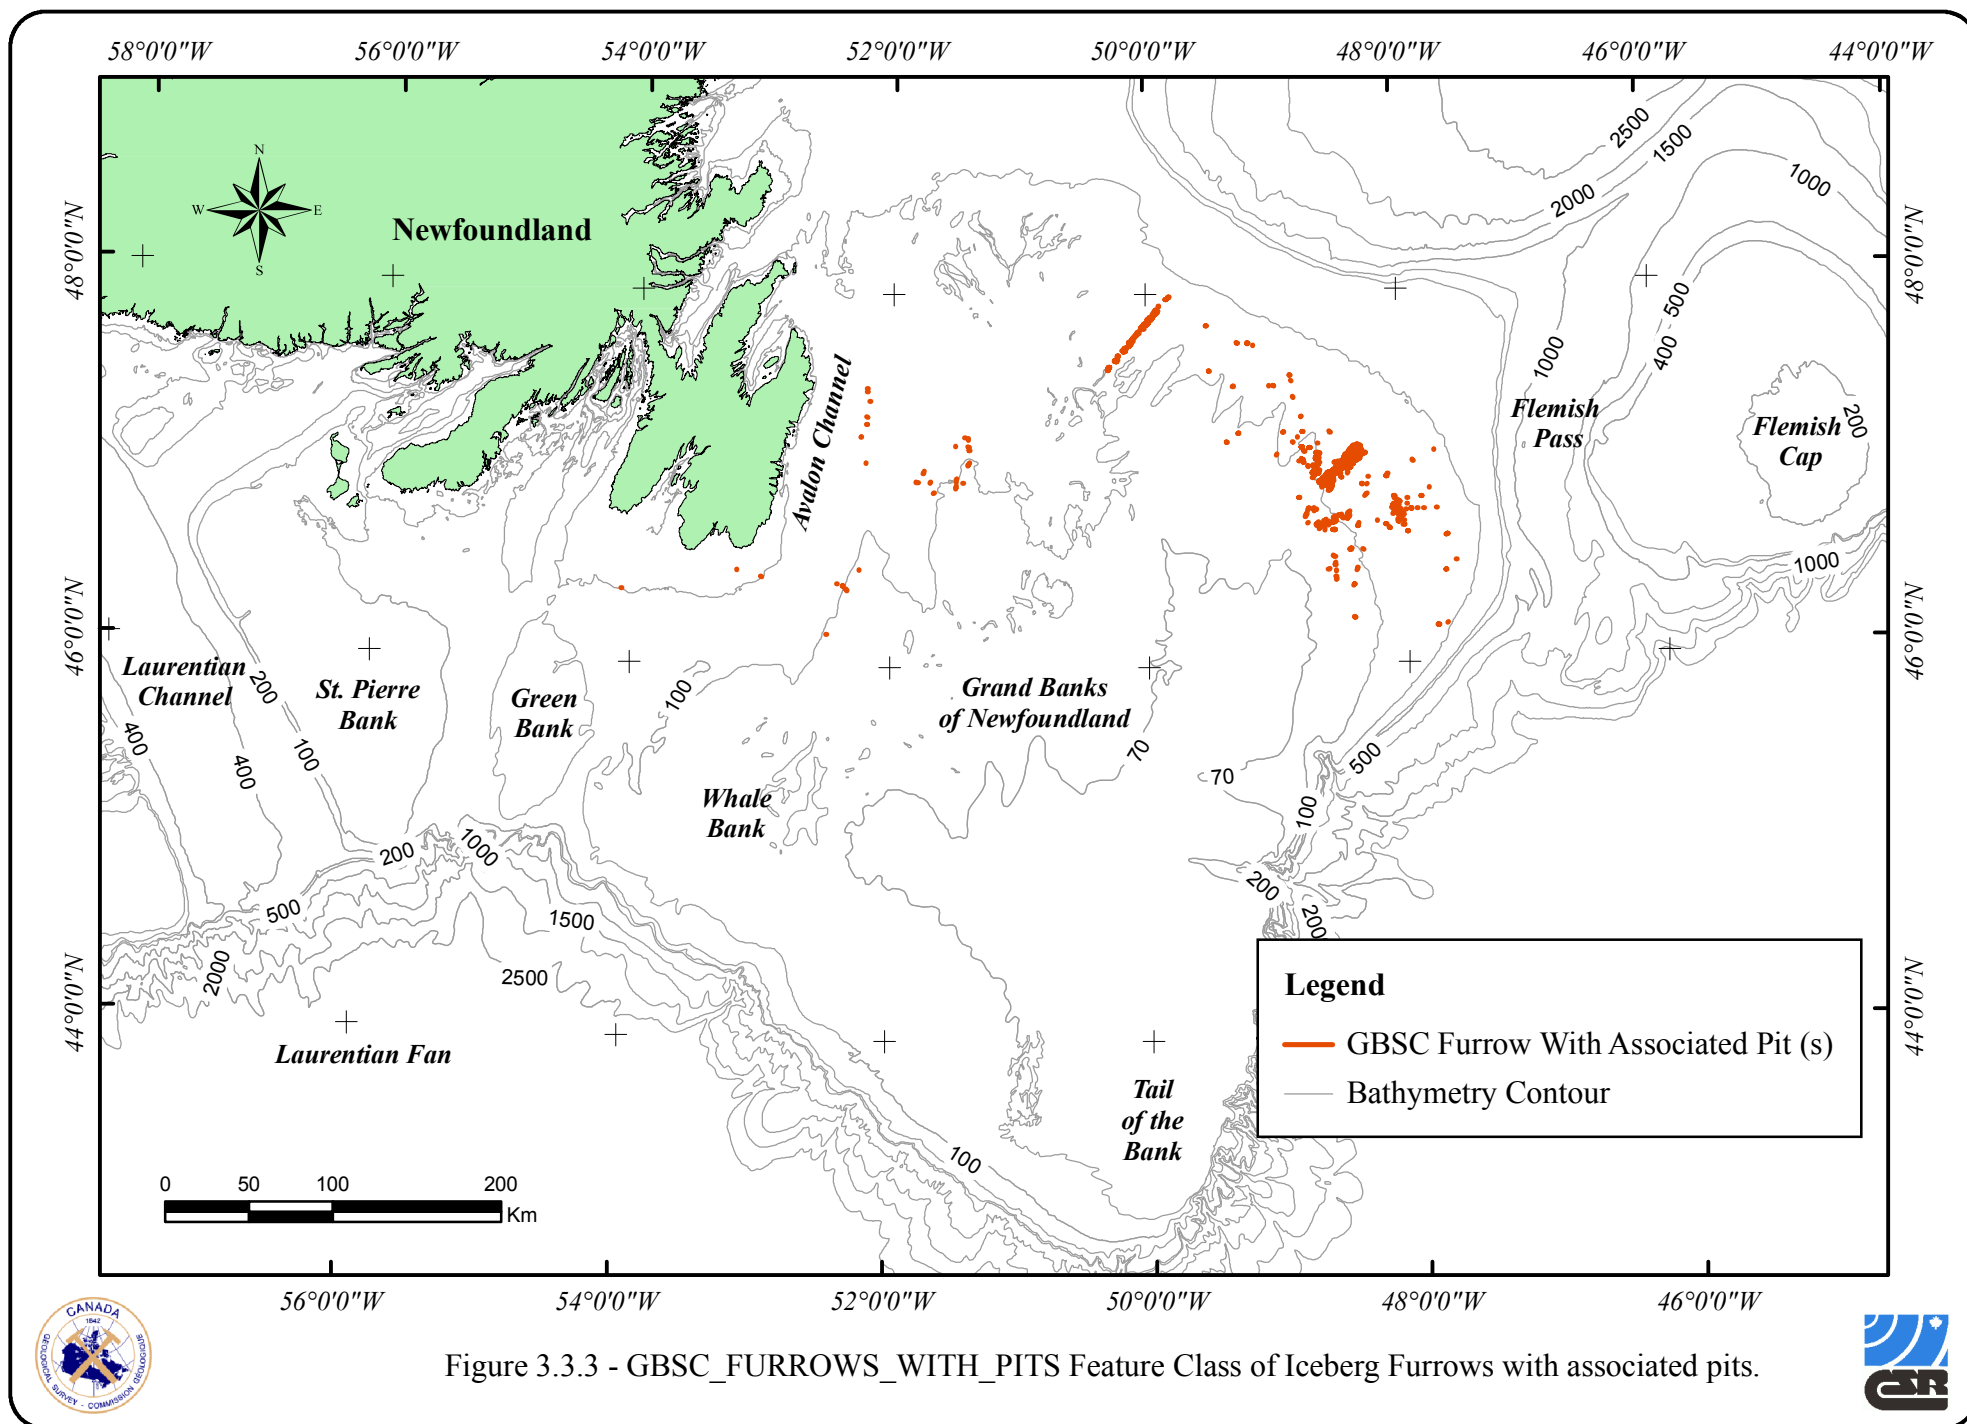 58°0'0"W 56°0'0"W 54°0'0"W 52°0'0"W 50°0'0"W 48°0'0"W 46°0'0"W 44°0'0"W
48°0'0"N
46°0'0"N
44°0'0"N
48°0'0"N
46°0'0"N
44°0'0"N
N
W E
S
Newfoundland
2500
1500
2000
1000
500
400
1000
200
1000
Avalon Channel
Flemish
Pass
Flemish
Cap
Laurentian
Channel
200
St. Pierre
Bank
Green
Bank
100
Grand Banks
of Newfoundland
400
400
100
70
70
500
100
Whale
Bank
200
1000
500
1500
2000
2500
200
2000
Laurentian Fan
Tail
of the
Bank
100
Legend
GBSC Furrow With Associated Pit (s)
Bathymetry Contour
0 50 100 200
Km
56°0'0"W 54°0'0"W 52°0'0"W 50°0'0"W 48°0'0"W 46°0'0"W
CANADA
1842
GEOLOGICAL SURVEY - COMMISSION GÉOLOGIQUE
Figure 3.3.3 - GBSC_FURROWS_WITH_PITS Feature Class of Iceberg Furrows with associated pits.
CSR